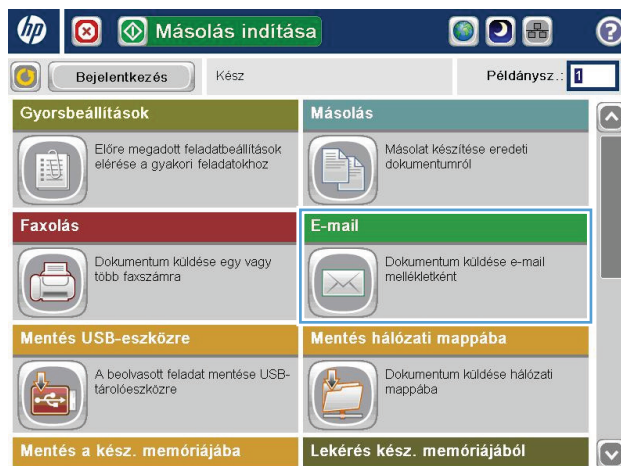 hp
Másolás indítása
?
Bejelentkezés
Kész
Példánysz.:
1
Gyorsbeállítások
Előre megadott feladatbeállítások
elérése a gyakori feladatokhoz
Másolás
Másolat készítése eredeti
dokumentumról
Faxolás
Dokumentum küldése egy vagy
több faxszámra
E-mail
Dokumentum küldése e-mail
mellékletként
Mentés USB-eszközre
A beolvasott feladat mentése USB-
tárolóeszközre
Mentés hálózati mappába
Dokumentum küldése hálózati
mappába
Mentés a kész. memóriájába
Lekérés kész. memóriájából